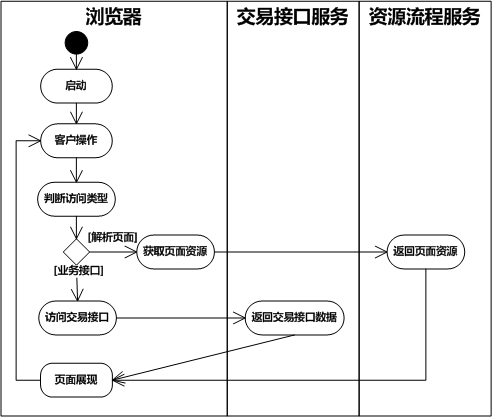 浏览器
交易接口服务
资源流程服务
启动
客户操作
判断访问类型
[解析页面]
获取页面资源
返回页面资源
[业务接口]
访问交易接口
返回交易接口数据
页面展现